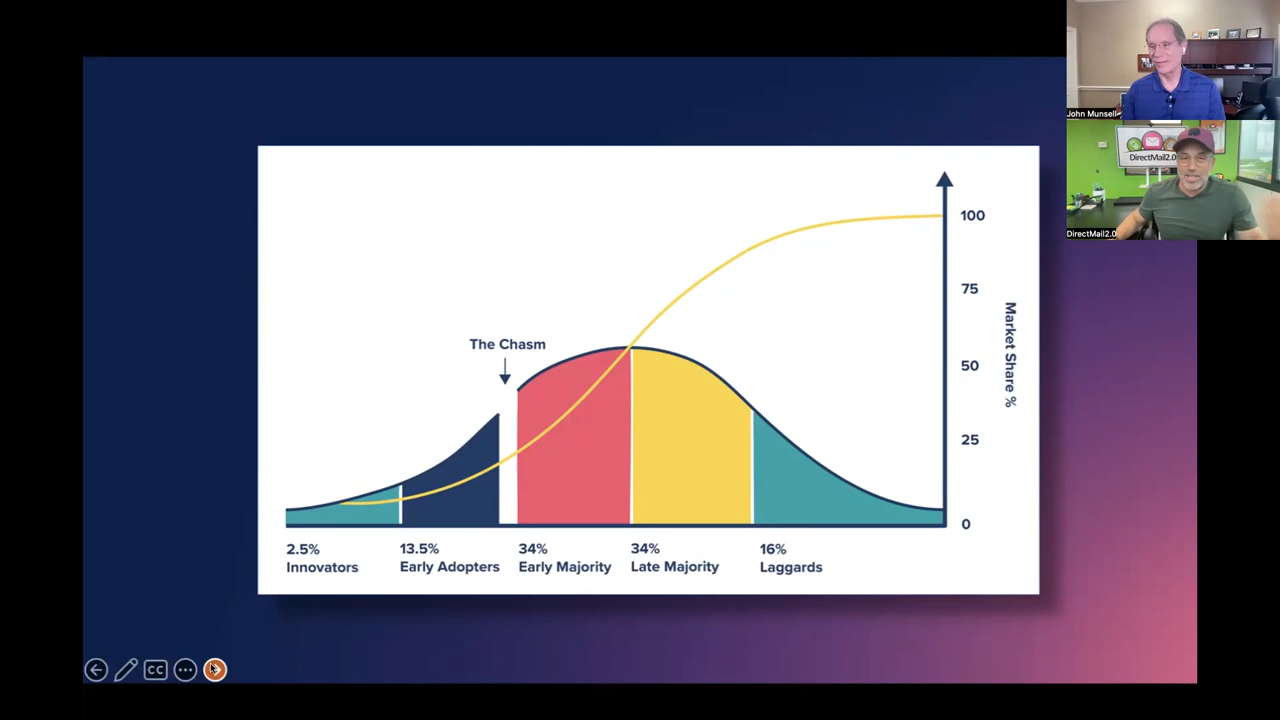 John Munsell
DirectMail2.0
DirectMail2.0
100
The Chasm
75
50
25
0
Market Share %
2.5%
Innovators
13.5%
Early Adopters
34%
Early Majority
34%
Late Majority
16%
Laggards
CC